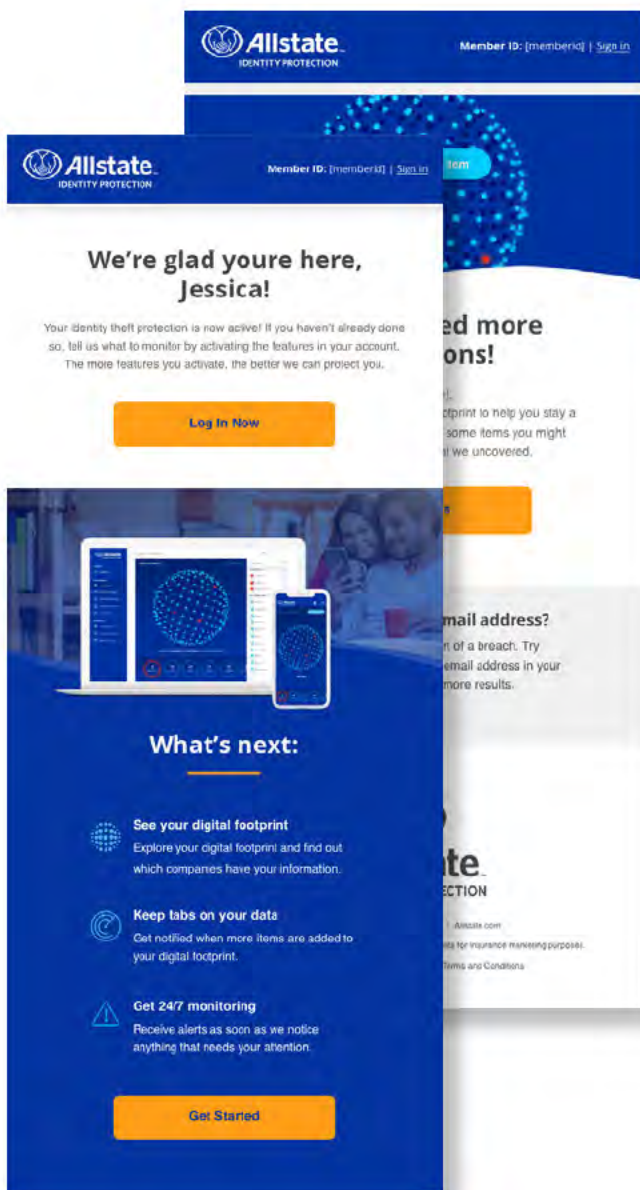 Allstate
IDENTITY PROTECTION
Member ID: [memberid] | Sign in
Allstate
IDENTITY PROTECTION
Member ID: [memberid] | Sign in
We're glad youre here,
Jessica!
Your identity theft protection is now active! If you haven't already done
so, tell us what to monitor by activating the features in your account.
The more features you activate, the better we can protect you.
Log In Now
What's next:
See your digital footprint
Explore your digital footprint and find out
which companies have your information.
Keep tabs on your data
Get notified when more items are added to
your digital footprint.
Get 24/7 monitoring
Receive alerts as soon as we notice
anything that needs your attention.
Get Started
tem
ed more
ons!
otprint to help you stay a
some items you might
we uncovered.
mail address?
of a breach. Try
email address in your
more results.
te
ECTION
Allstate.com
for insurance marketing purposes.
Terms and Conditions